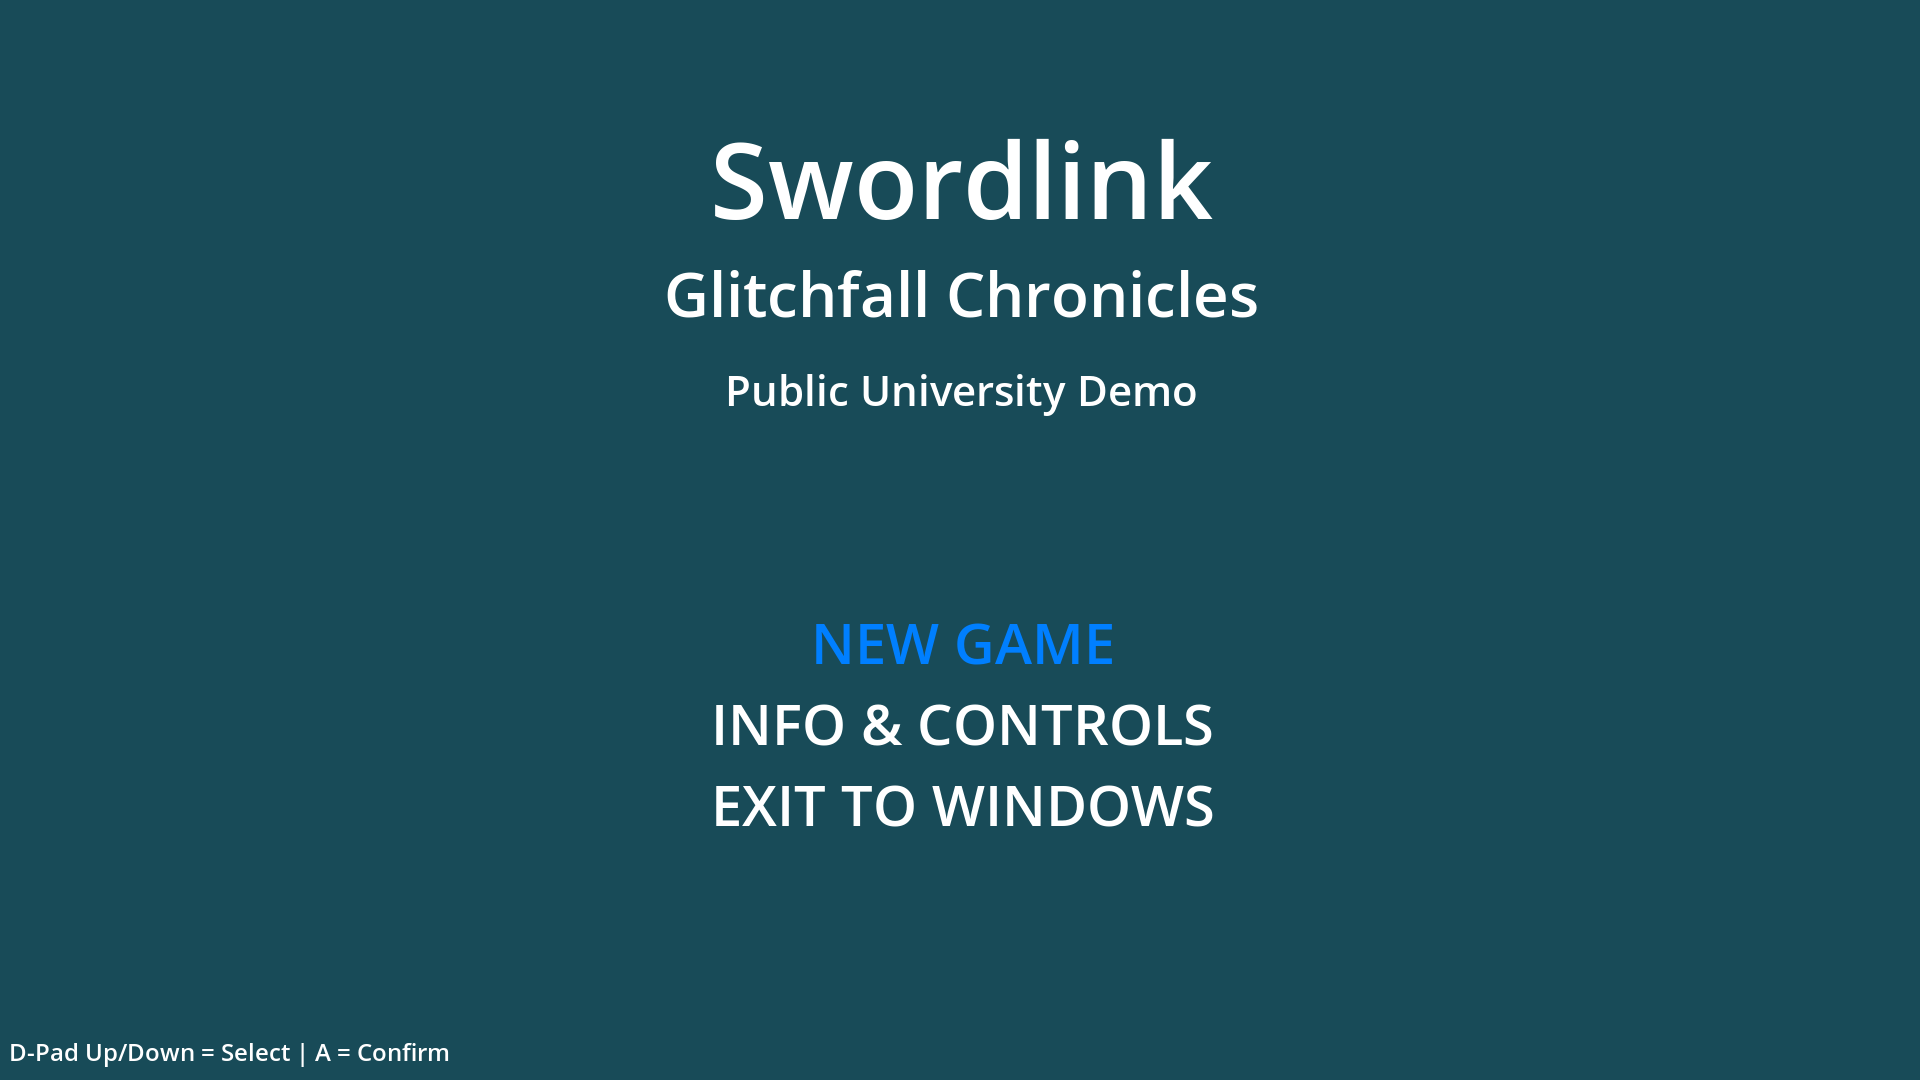 Swordlink
Glitchfall Chronicles
Public University Demo
NEW GAME
INFO & CONTROLS
EXIT TO WINDOWS
D-Pad Up/Down = Select | A = Confirm